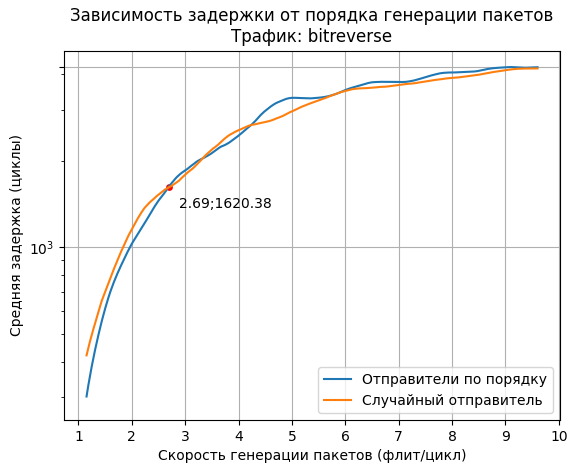 Зависимость задержки от порядка генерации пакетов
Трафик: bitreverse
Средняя задержка (циклы)
10³
2.69;1620.38
Отправители по порядку
Случайный отправитель
1 2 3 4 5 6 7 8 9 10
Скорость генерации пакетов (флит/цикл)